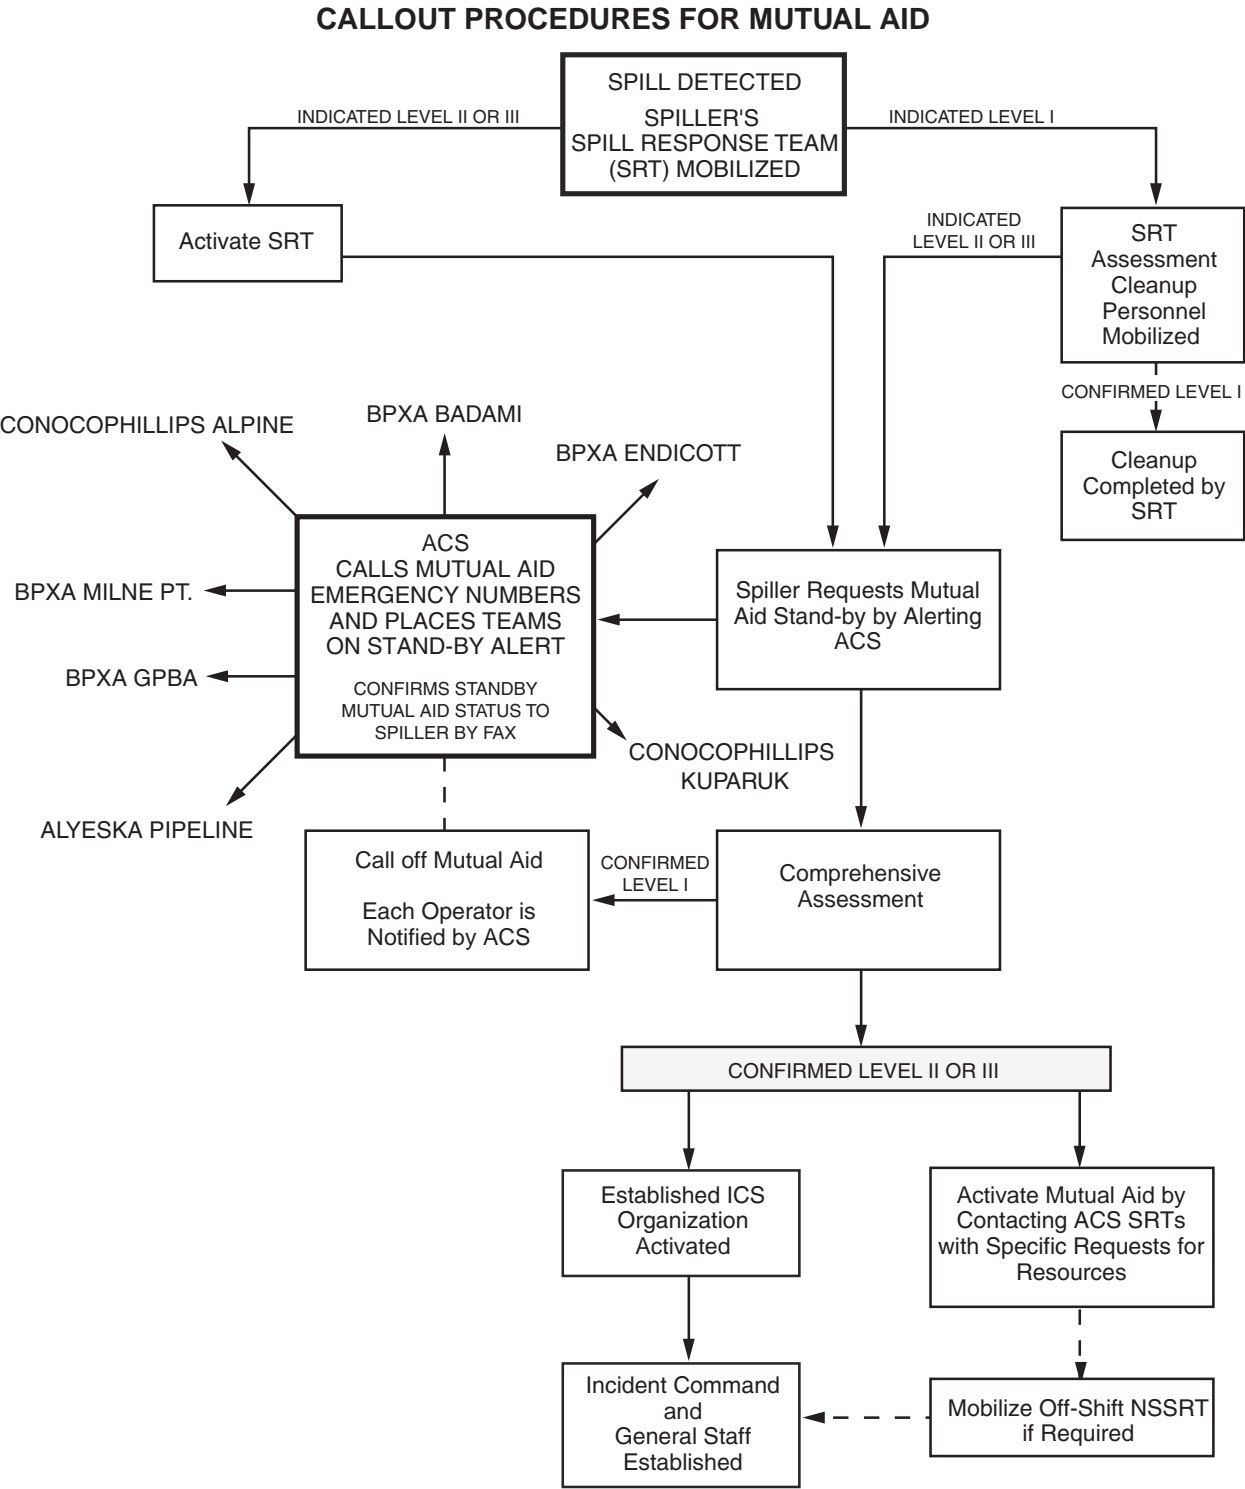 CALLOUT PROCEDURES FOR MUTUAL AID
SPILL DETECTED
SPILLER'S
SPILL RESPONSE TEAM
(SRT) MOBILIZED
INDICATED LEVEL II OR III
INDICATED LEVEL I
Activate SRT
INDICATED
LEVEL II OR III
SRT
Assessment
Cleanup
Personnel
Mobilized
CONFIRMED LEVEL I
Cleanup
Completed by
SRT
CONOCOPHILLIPS ALPINE
BPXA BADAMI
BPXA ENDICOTT
ACS
CALLS MUTUAL AID
EMERGENCY NUMBERS
AND PLACES TEAMS
ON STAND-BY ALERT
CONFIRMS STANDBY
MUTUAL AID STATUS TO
SPILLER BY FAX
BPXA MILNE PT.
BPXA GPBA
ALYESKA PIPELINE
CONOCOPHILLIPS
KUPARUK
Spiller Requests Mutual
Aid Stand-by by Alerting
ACS
Call off Mutual Aid
Each Operator is
Notified by ACS
CONFIRMED
LEVEL I
Comprehensive
Assessment
CONFIRMED LEVEL II OR III
Established ICS
Organization
Activated
Activate Mutual Aid by
Contacting ACS SRTs
with Specific Requests for
Resources
Incident Command
and
General Staff
Established
Mobilize Off-Shift NSSRT
if Required